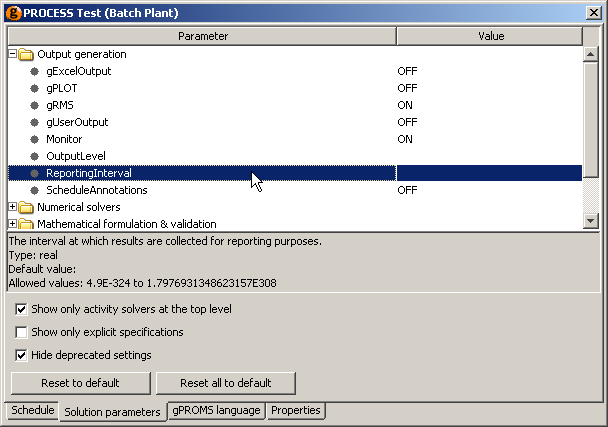 PROCESS Test (Batch Plant)
Parameter Value
Output generation
gExcelOutput OFF
gPLOT OFF
gRMS ON
gUserOutput OFF
Monitor ON
OutputLevel
ReportingInterval
ScheduleAnnotations OFF
Numerical solvers
Mathematical formulation & validation
The interval at which results are collected for reporting purposes.
Type: real
Default value:
Allowed values: 4.9E-324 to 1.7976931348623157E308
Show only activity solvers at the top level
Show only explicit specifications
Hide deprecated settings
Reset to default Reset all to default
Schedule Solution parameters gPROMS language Properties